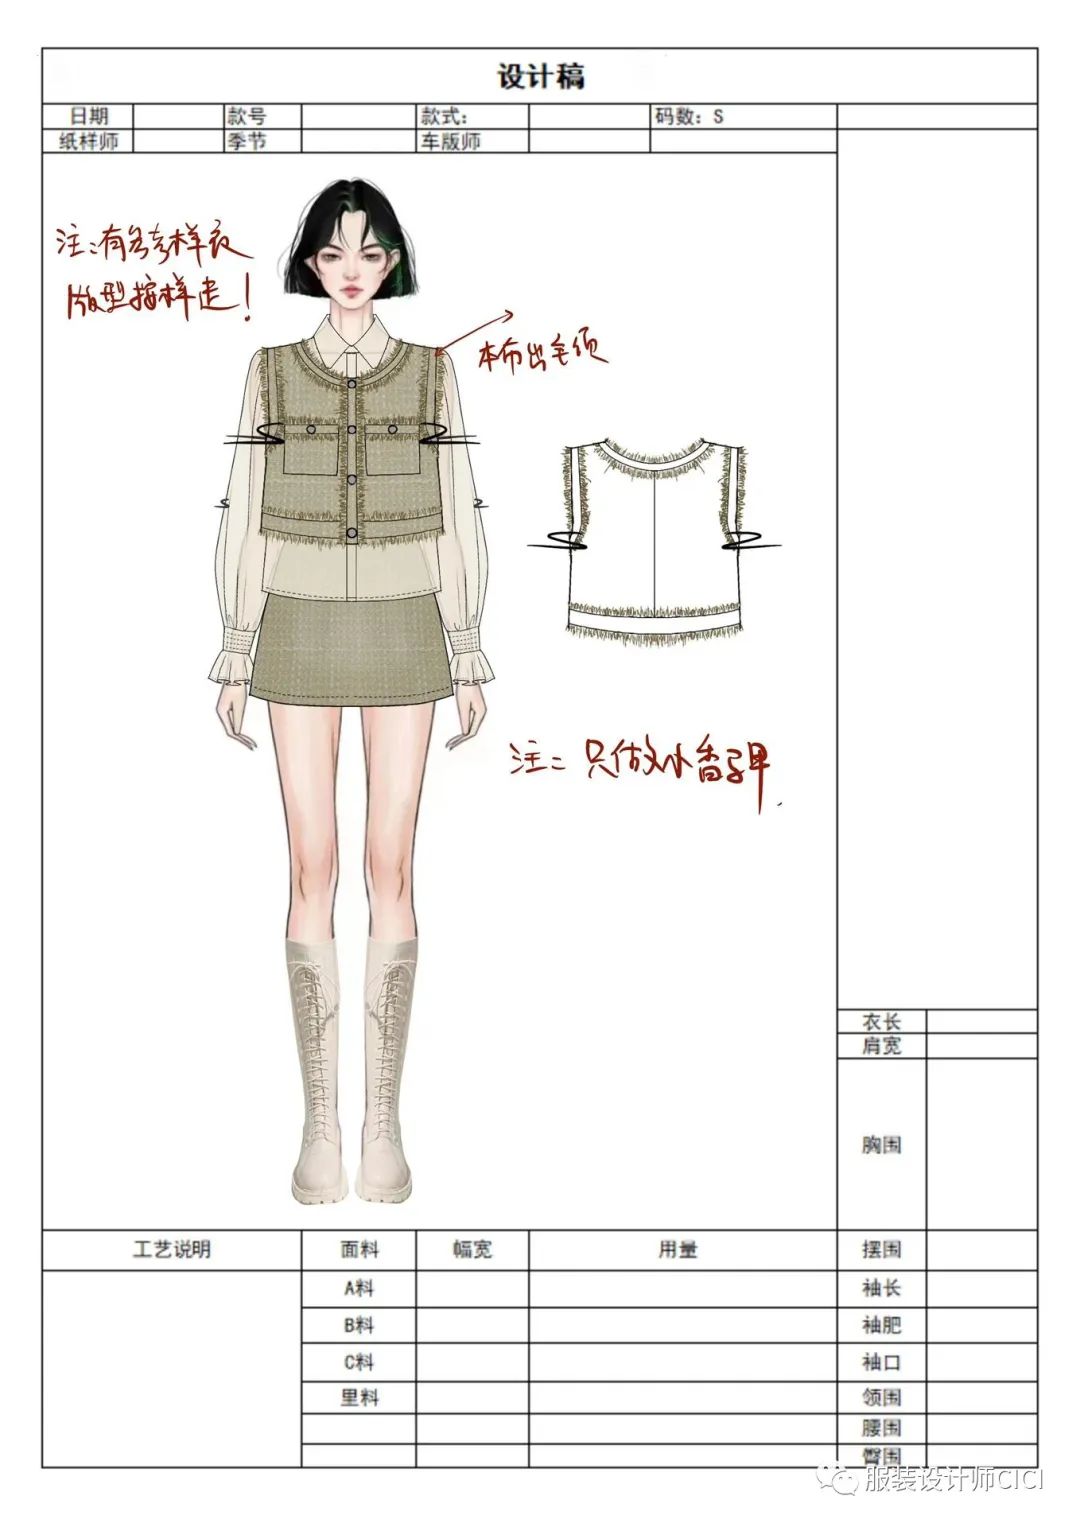 设计稿
日期 款号 款式： 码数：S
纸样师 季节 车版师
注：有参考样衣
版型按样走！
本布出毛须
注：只做小香马甲
衣长
肩宽
胸围
工艺说明 面料 幅宽 用量 摆围
A料 袖长
B料 袖肥
C料 袖口
里料 领围
腰围
臀围
服装设计师CICI